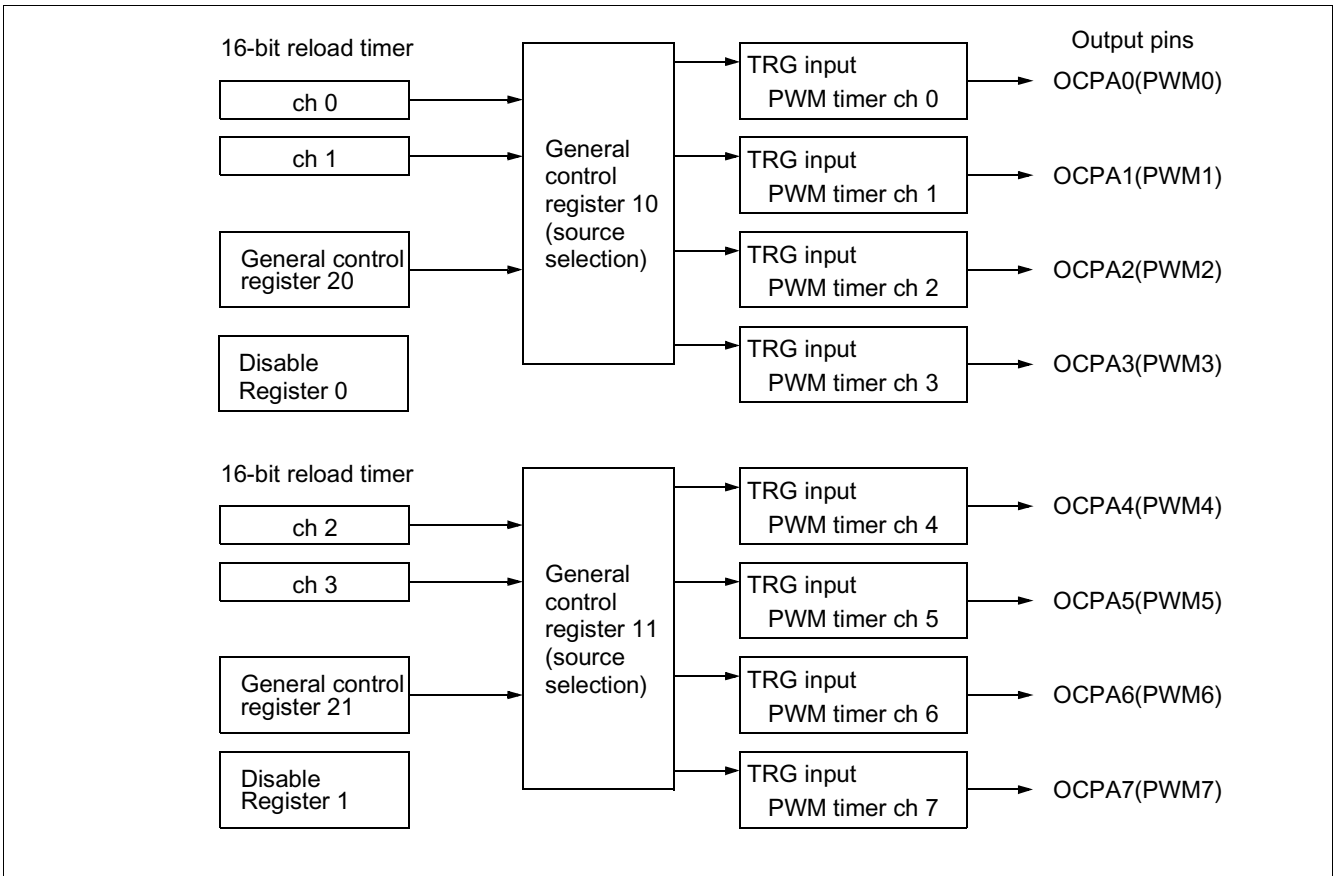 16-bit reload timer
ch 0
ch 1
General control
register 20
Disable
Register 0
General
control
register 10
(source
selection)
TRG input
PWM timer ch 0
TRG input
PWM timer ch 1
TRG input
PWM timer ch 2
TRG input
PWM timer ch 3
Output pins
OCPA0(PWM0)
OCPA1(PWM1)
OCPA2(PWM2)
OCPA3(PWM3)
16-bit reload timer
ch 2
ch 3
General control
register 21
Disable
Register 1
General
control
register 11
(source
selection)
TRG input
PWM timer ch 4
TRG input
PWM timer ch 5
TRG input
PWM timer ch 6
TRG input
PWM timer ch 7
OCPA4(PWM4)
OCPA5(PWM5)
OCPA6(PWM6)
OCPA7(PWM7)